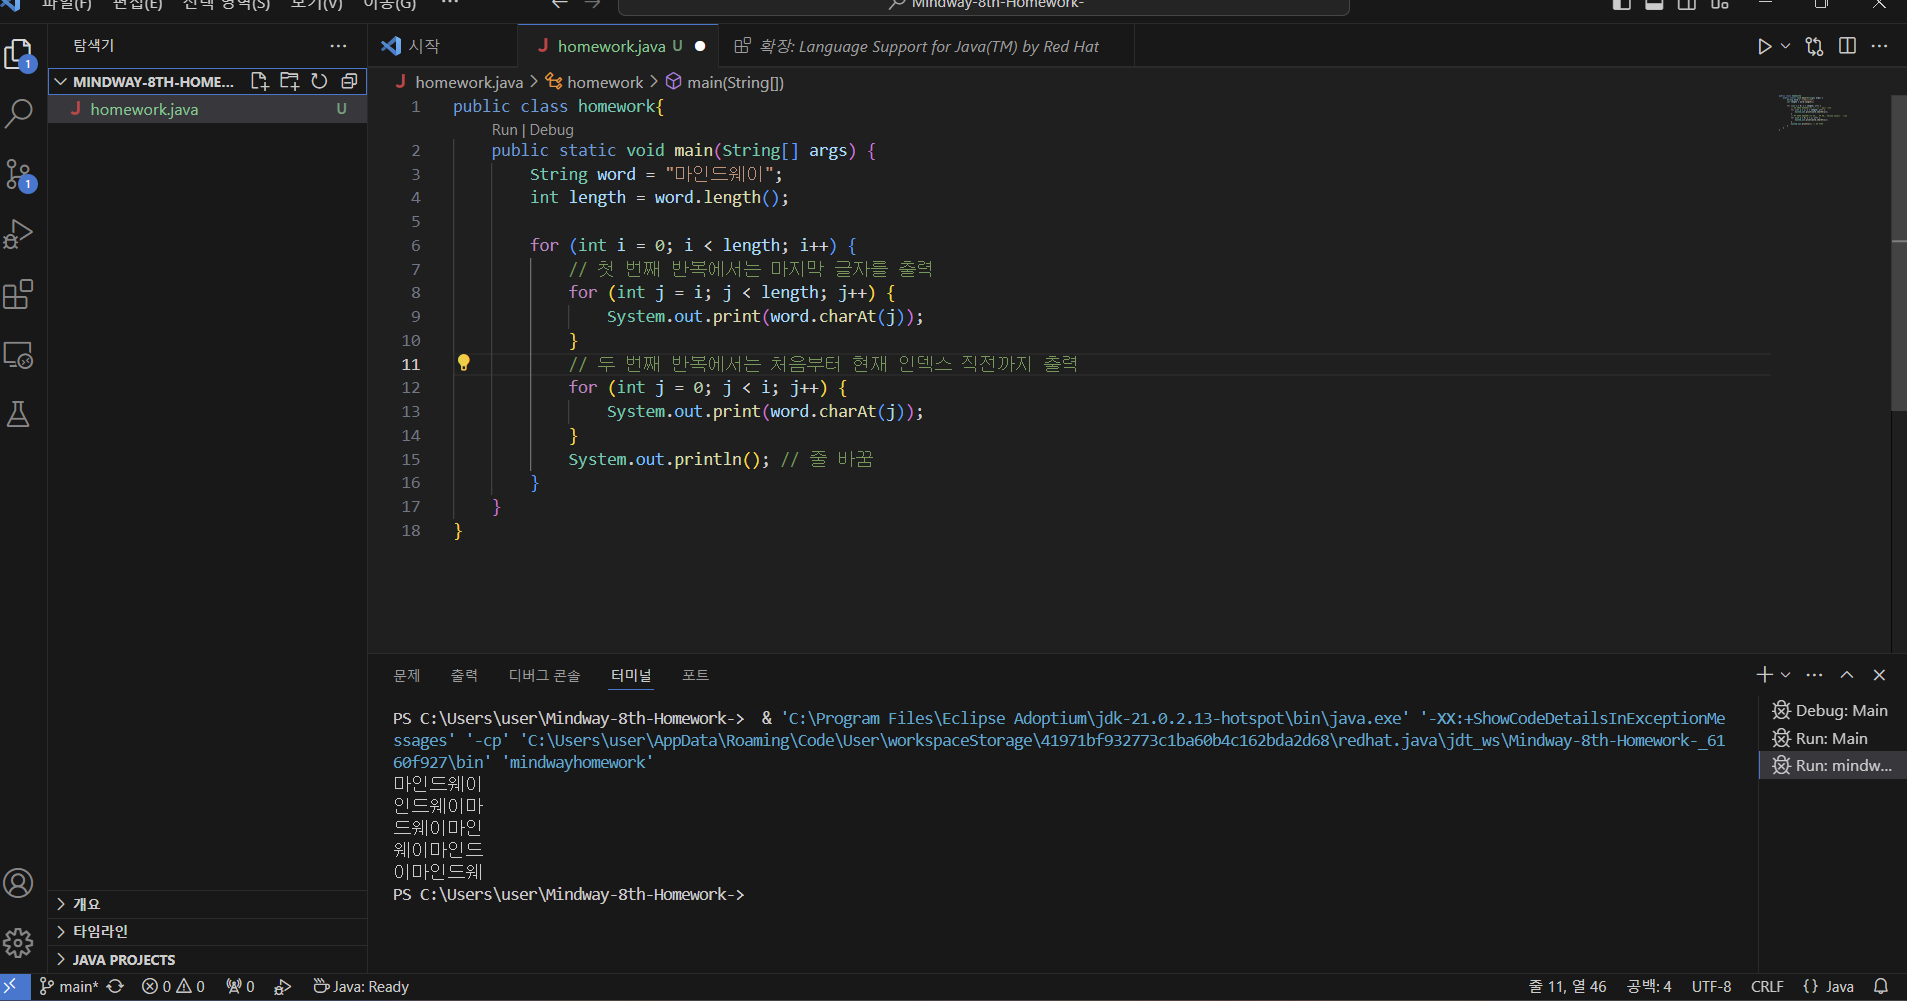 파일(F) 편집(E) 선택 영역(S) 보기(V) 이동(G) ··· Mindway-8th-Homework-
탐색기
MINDWAY-8TH-HOME...
homework.java U
시작
homework.java U
확장: Language Support for Java(TM) by Red Hat
homework.java > homework > main(String[])
1 public class homework{
Run | Debug
2 public static void main(String[] args) {
3 String word = "마인드웨이";
4 int length = word.length();
5
6 for (int i = 0; i < length; i++) {
7 // 첫 번째 반복에서는 마지막 글자를 출력
8 for (int j = i; j < length; j++) {
9 System.out.print(word.charAt(j));
10 }
11 // 두 번째 반복에서는 처음부터 현재 인덱스 직전까지 출력
12 for (int j = 0; j < i; j++) {
13 System.out.print(word.charAt(j));
14 }
15 System.out.println(); // 줄 바꿈
16 }
17 }
18 }
문제 출력 디버그 콘솔 터미널 포트
PS C:\Users\user\Mindway-8th-Homework-> & 'C:\Program Files\Eclipse Adoptium\jdk-21.0.2.13-hotspot\bin\java.exe' '-XX:+ShowCodeDetailsInExceptionMe
ssages' '-cp' 'C:\Users\user\AppData\Roaming\Code\User\workspaceStorage\41971bf932773c1ba60b4c162bda2d68\redhat.java\jdt_ws\Mindway-8th-Homework-_61
60f927\bin' 'mindwayhomework'
마인드웨이
인드웨이마
드웨이마인
웨이마인드
이마인드웨
PS C:\Users\user\Mindway-8th-Homework->
Debug: Main
Run: Main
Run: mindw...
1
1
개요
타임라인
JAVA PROJECTS
main* 0 0 0 Java: Ready
줄 11, 열 46 공백: 4 UTF-8 CRLF {} Java